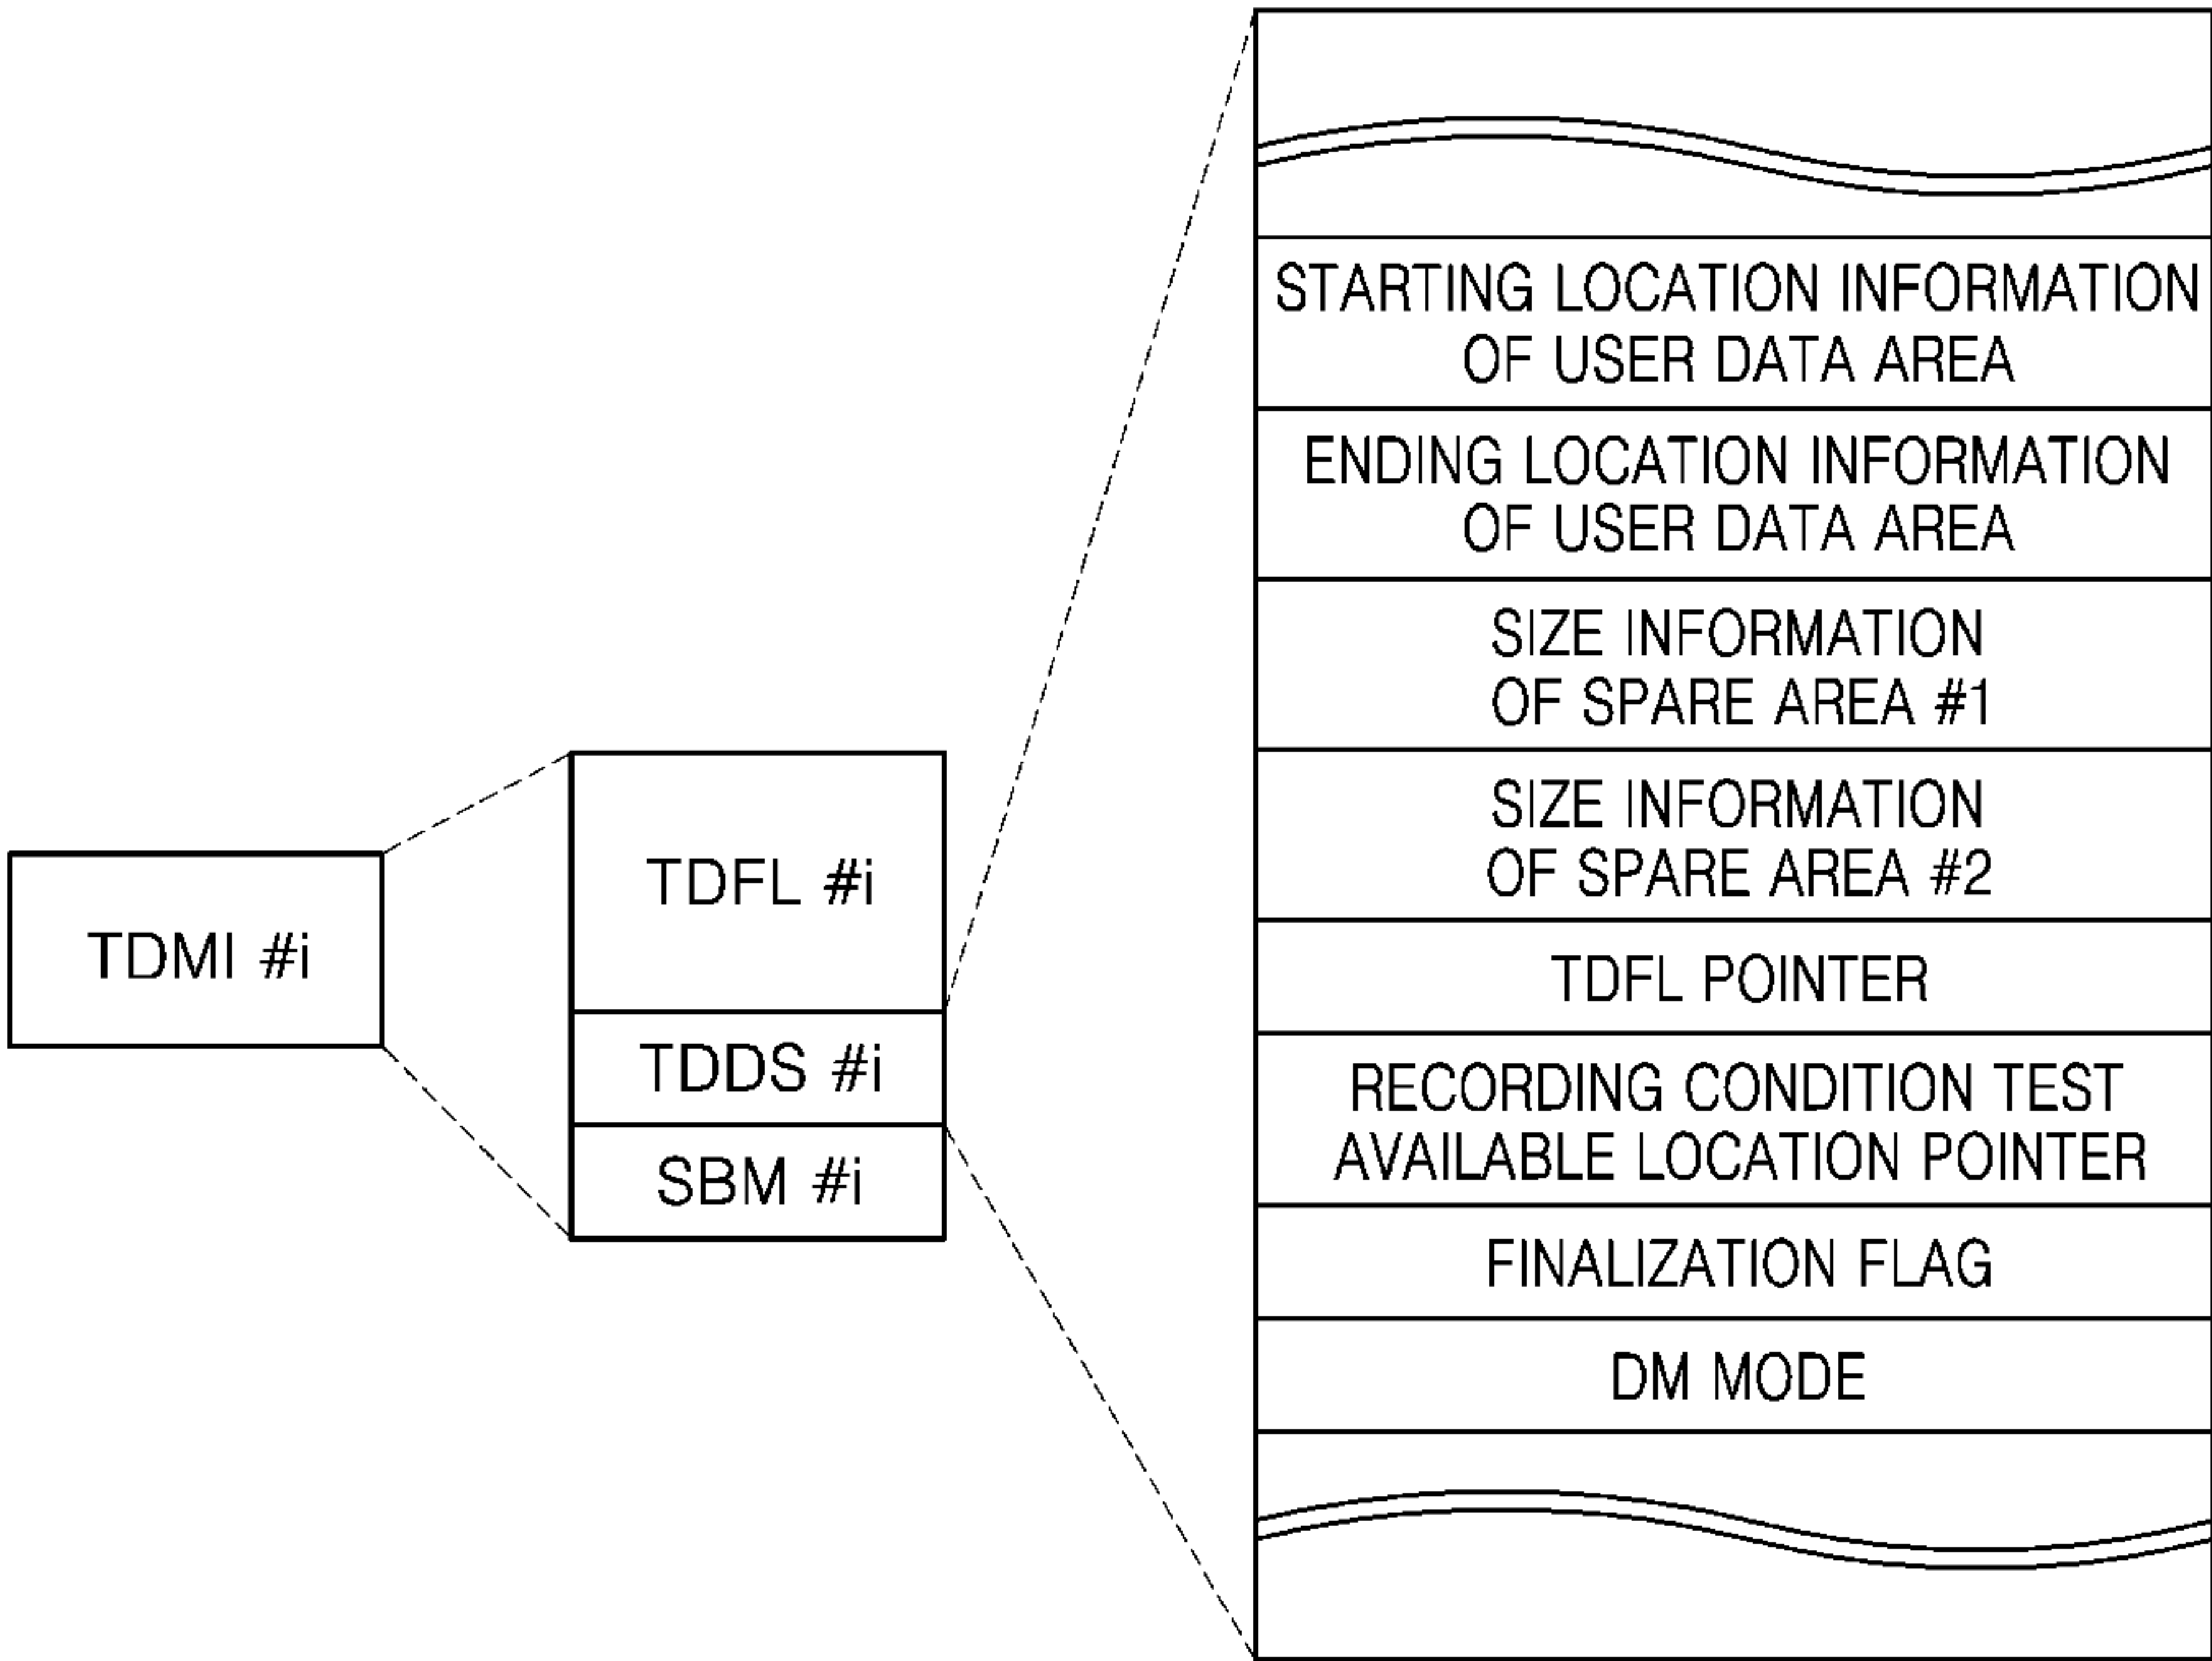 TDMI #i
TDFL #i
TDDS #i
SBM #i
STARTING LOCATION INFORMATION
OF USER DATA AREA
ENDING LOCATION INFORMATION
OF USER DATA AREA
SIZE INFORMATION
OF SPARE AREA #1
SIZE INFORMATION
OF SPARE AREA #2
TDFL POINTER
RECORDING CONDITION TEST
AVAILABLE LOCATION POINTER
FINALIZATION FLAG
DM MODE